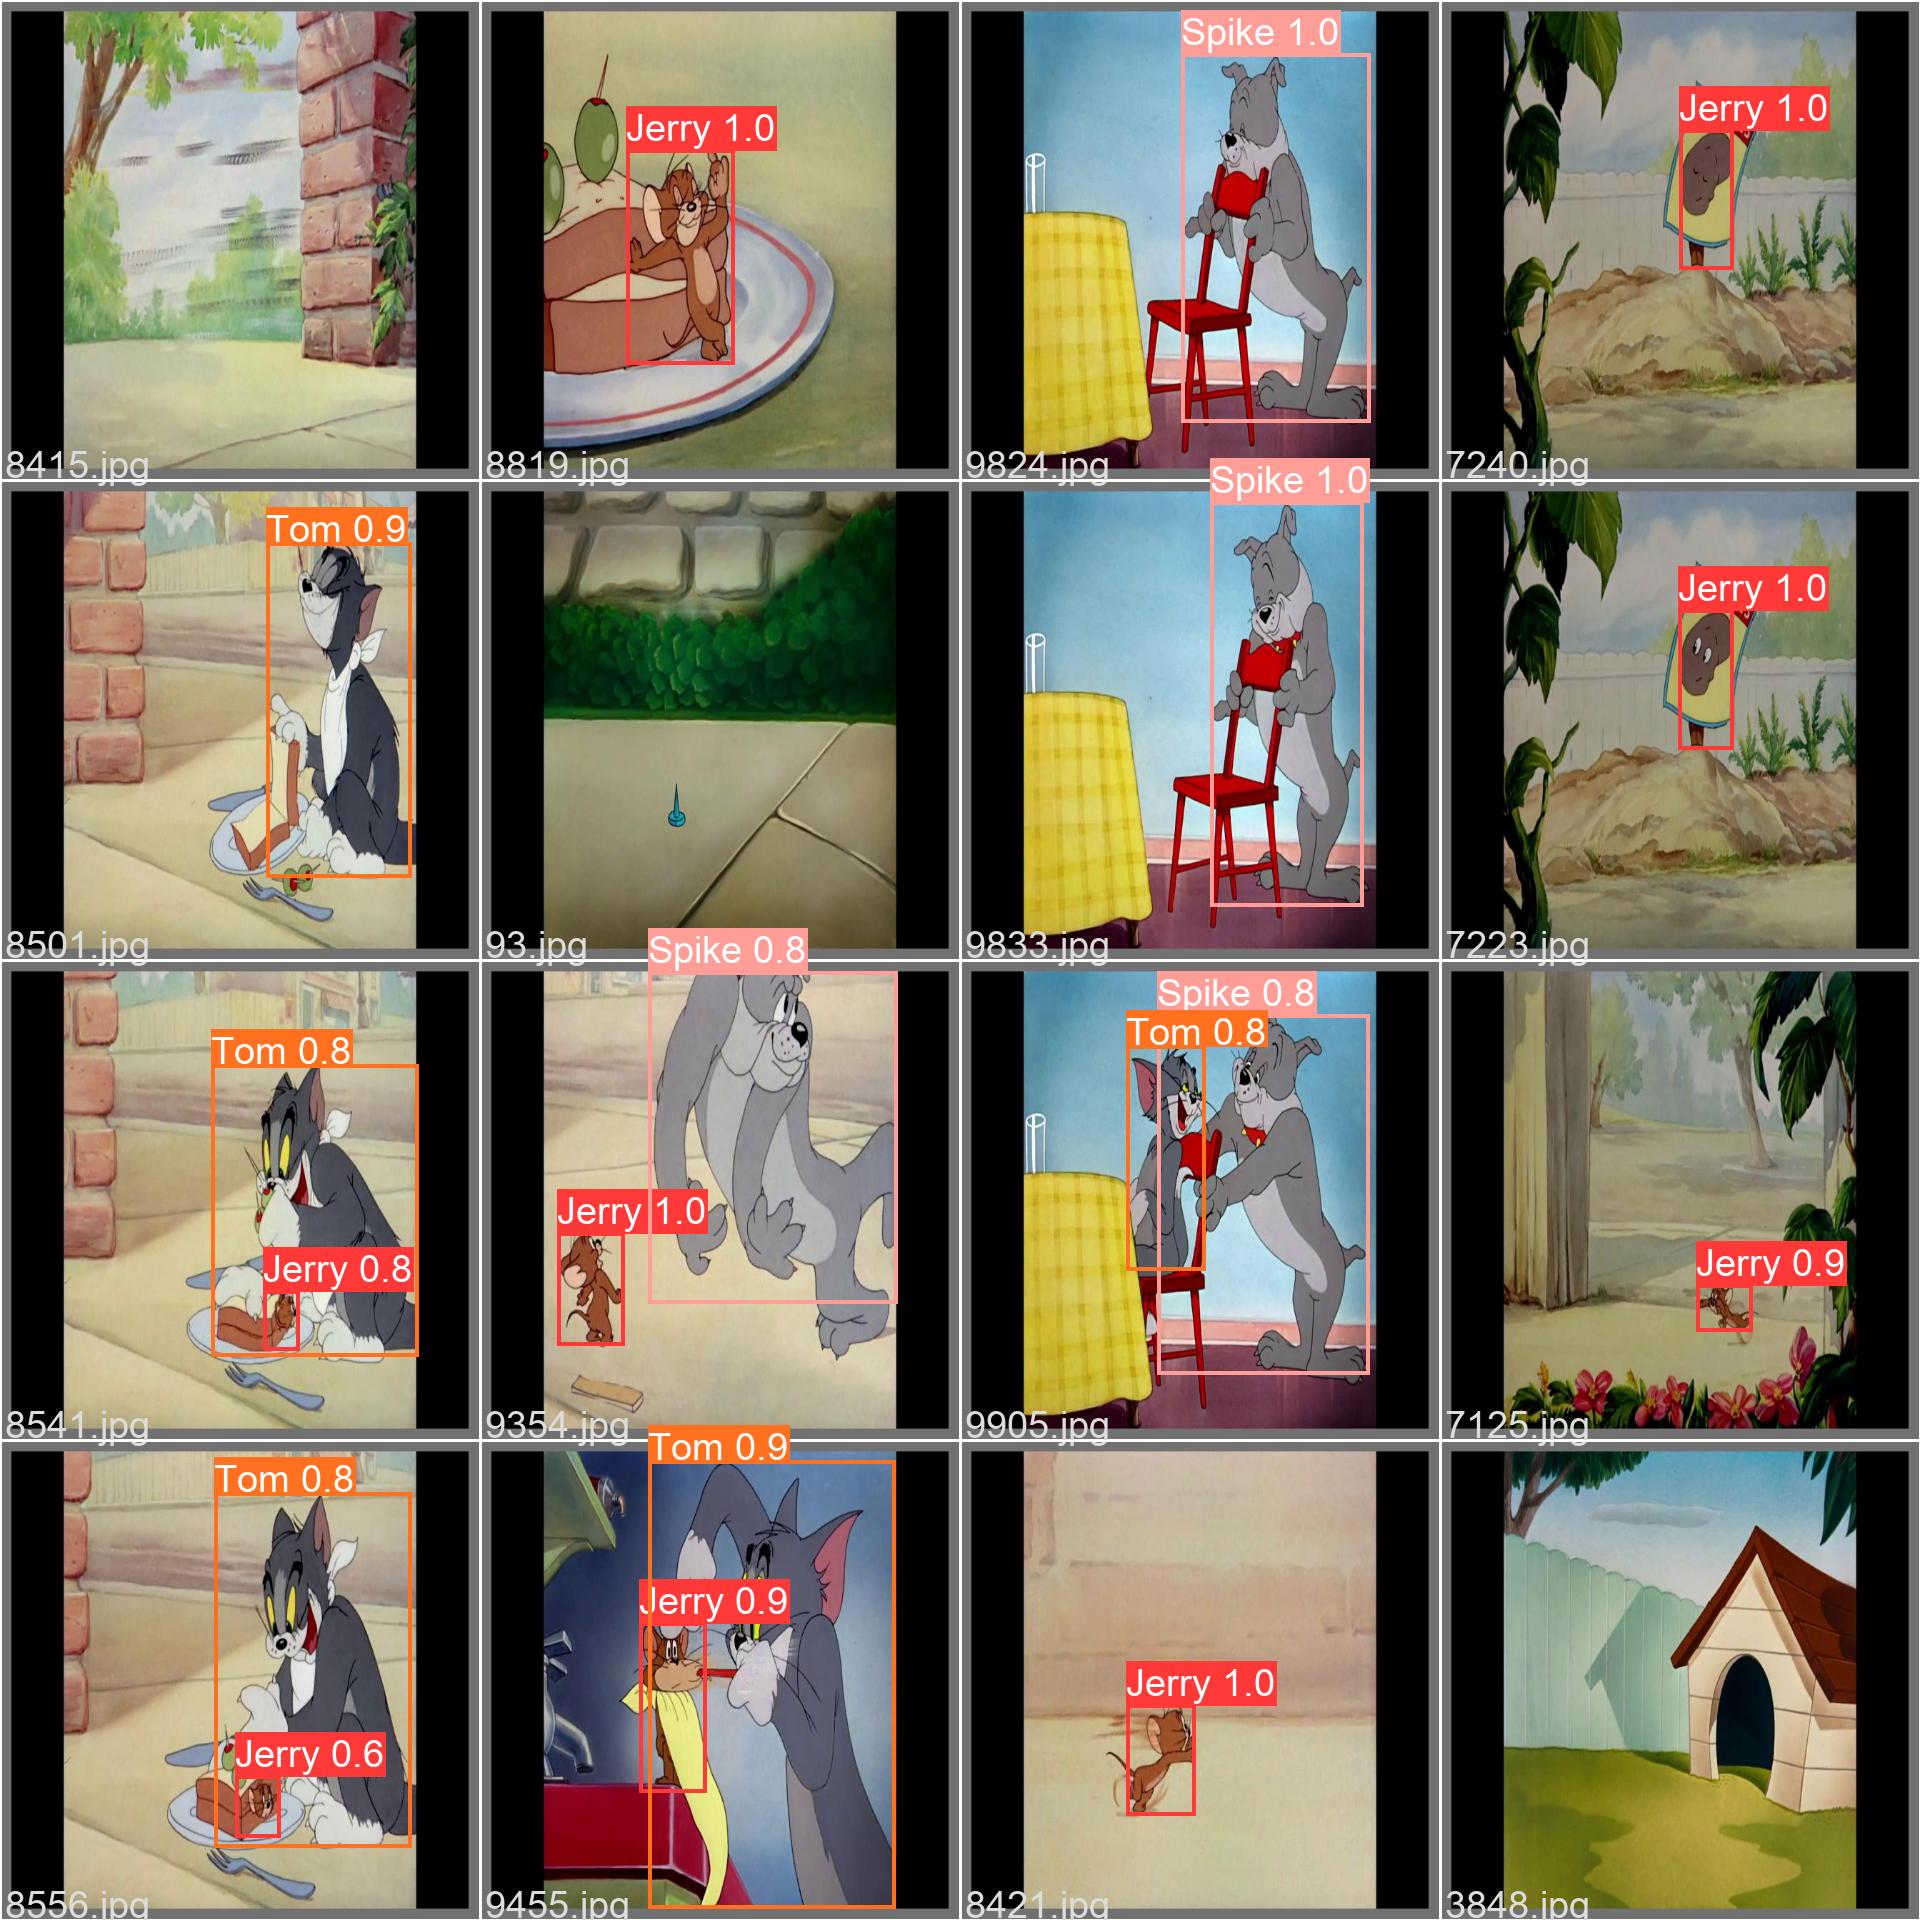 8415.jpg
Jerry 1.0
8819.jpg
Spike 1.0
9824.jpg
Jerry 1.0
7240.jpg
Tom 0.9
8501.jpg
93.jpg
Spike 1.0
9833.jpg
Jerry 1.0
7223.jpg
Tom 0.8
Jerry 0.8
8541.jpg
Spike 0.8
Jerry 1.0
9354.jpg
Spike 0.8
Tom 0.8
9905.jpg
Jerry 0.9
7125.jpg
Tom 0.8
Jerry 0.6
8556.jpg
Tom 0.9
Jerry 0.9
9455.jpg
Jerry 1.0
8421.jpg
3848.jpg